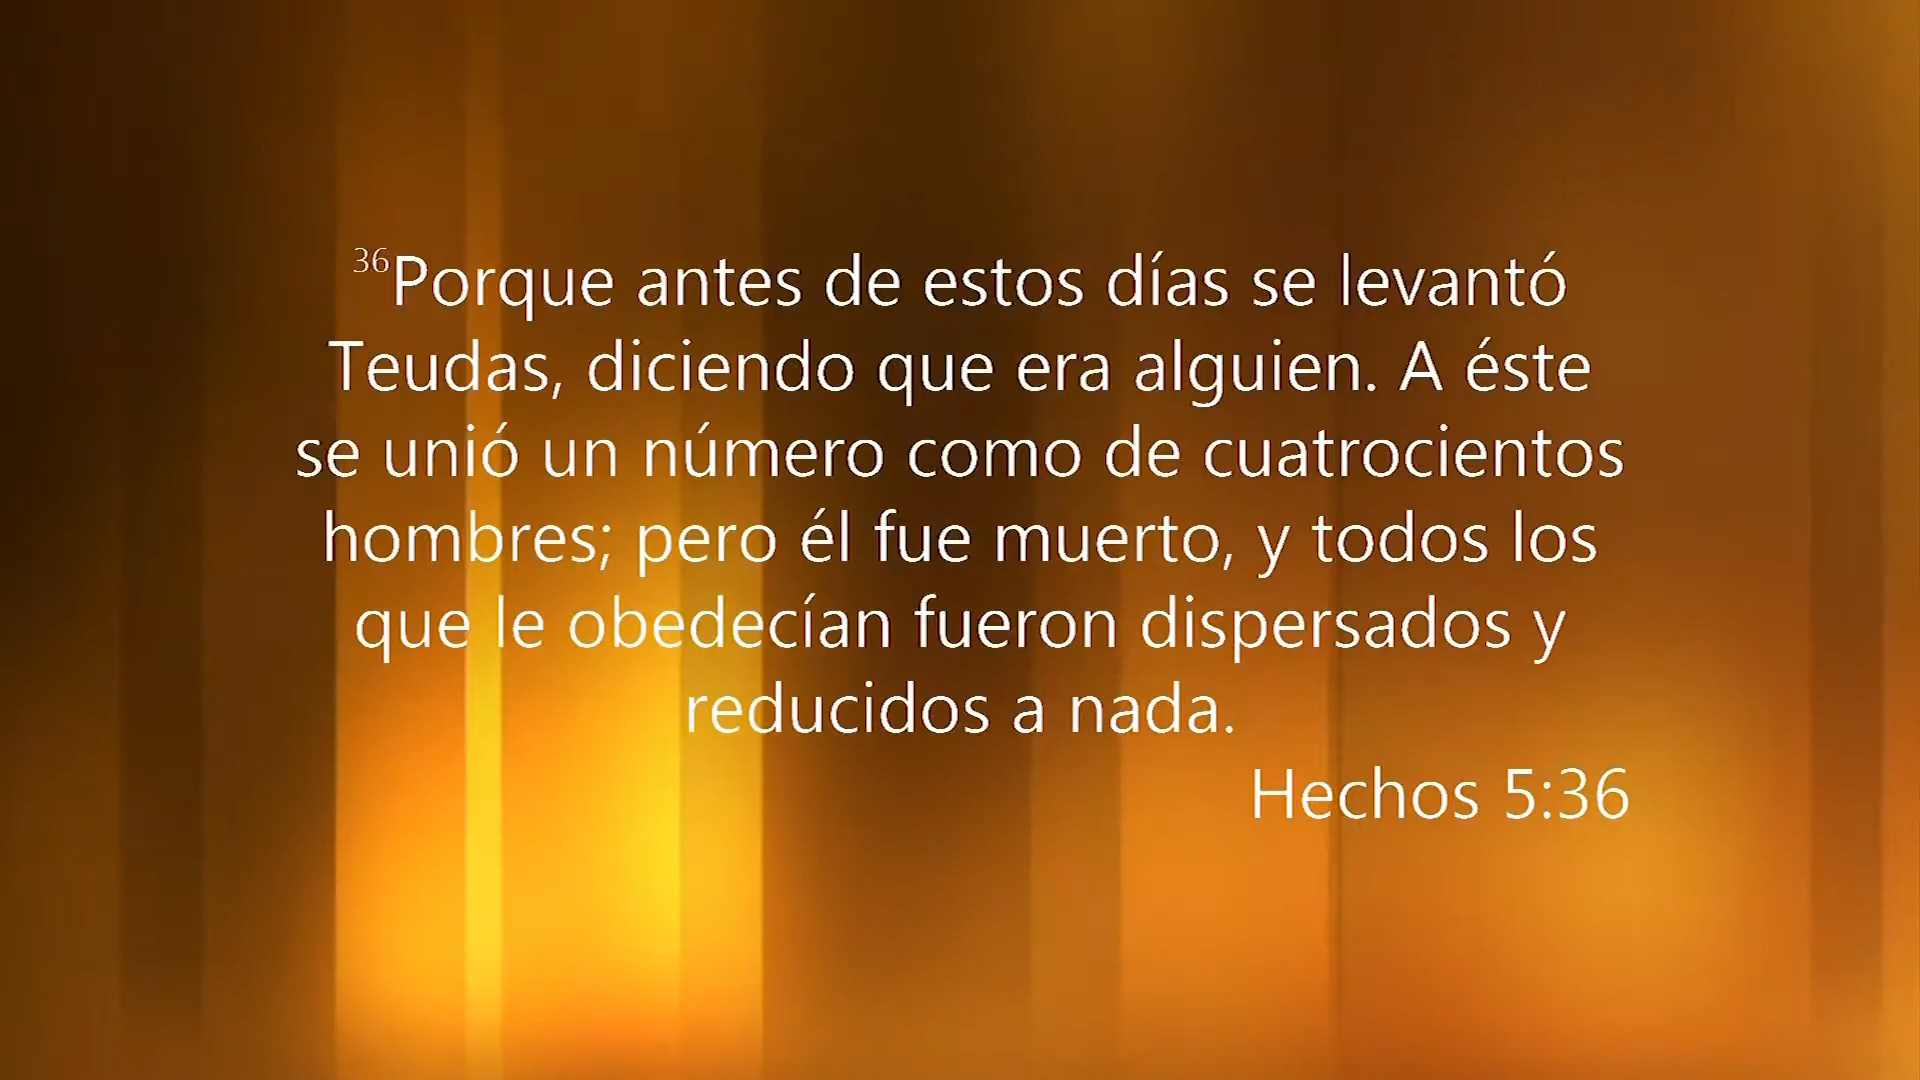 36Porque antes de estos días se levantó
Teudas, diciendo que era alguien. A éste
se unió un número como de cuatrocientos
hombres; pero él fue muerto, y todos los
que le obedecían fueron dispersados y
reducidos a nada.
Hechos 5:36